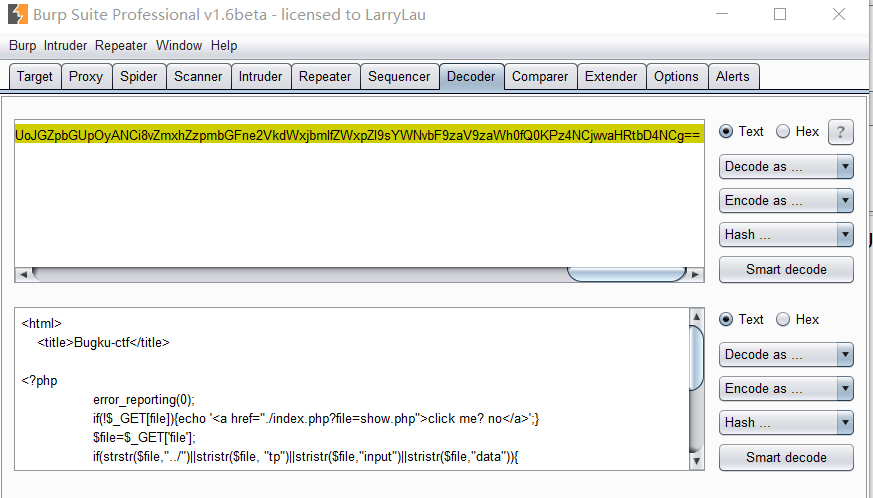 Burp Suite Professional v1.6beta - licensed to LarryLau
Burp Intruder Repeater Window Help
Target Proxy Spider Scanner Intruder Repeater Sequencer Decoder Comparer Extender Options Alerts
UoJGZpbGUpOyANCi8vZmxhZzpmbGFne2VkdWxjbmlfZWxpZl9sYWNvbF9zaV9zaWh0fQ0KPz4NCjwvaHRtbD4NCg==
Text Hex ?
Decode as ...
Encode as ...
Hash ...
Smart decode
<html>
<title>Bugku-ctf</title>
<?php
error_reporting(0);
if(!$_GET[file]){echo '<a href="./index.php?file=show.php">click me? no</a>';}
$file=$_GET['file'];
if(strstr($file,"../")||stristr($file, "tp")||stristr($file,"input")||stristr($file,"data")){
Text Hex
Decode as ...
Encode as ...
Hash ...
Smart decode